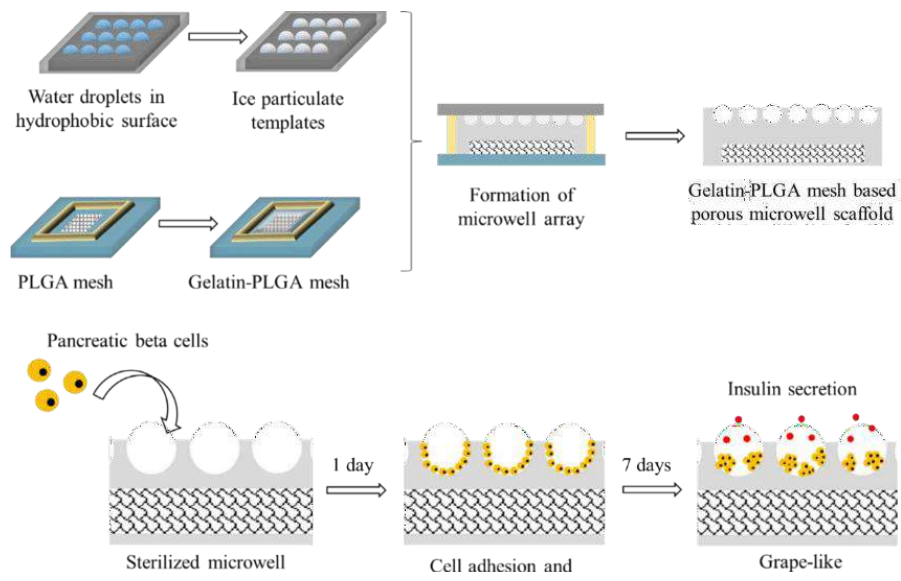 Water droplets in
hydrophobic surface
Ice particulate
templates
Formation of
microwell array
Gelatin-PLGA mesh based
porous microwell scaffold
PLGA mesh
Gelatin-PLGA mesh
Pancreatic beta cells
Insulin secretion
1 day
7 days
Sterilized microwell
Cell adhesion and
Grape-like